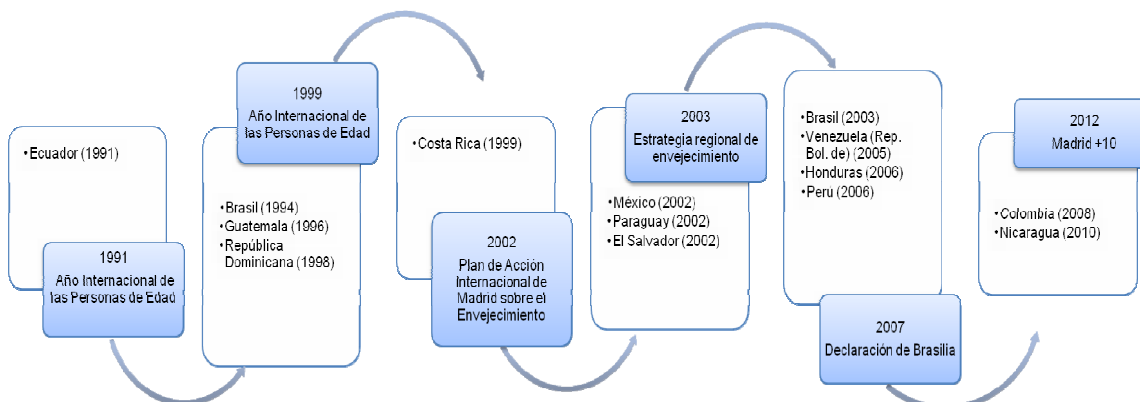 •Ecuador (1991)
1991
Año Internacional de
las Personas de Edad
1999
Año Internacional de
las Personas de Edad
•Brasil (1994)
•Guatemala (1996)
•República
Dominicana (1998)
•Costa Rica (1999)
2002
Plan de Acción
Internacional de
Madrid sobre el
Envejecimiento
2003
Estrategia regional de
envejecimiento
•México (2002)
•Paraguay (2002)
•El Salvador (2002)
•Brasil (2003)
•Venezuela (Rep.
Bol. de) (2005)
•Honduras (2006)
•Perú (2006)
2007
Declaración de Brasilia
2012
Madrid +10
•Colombia (2008)
•Nicaragua (2010)